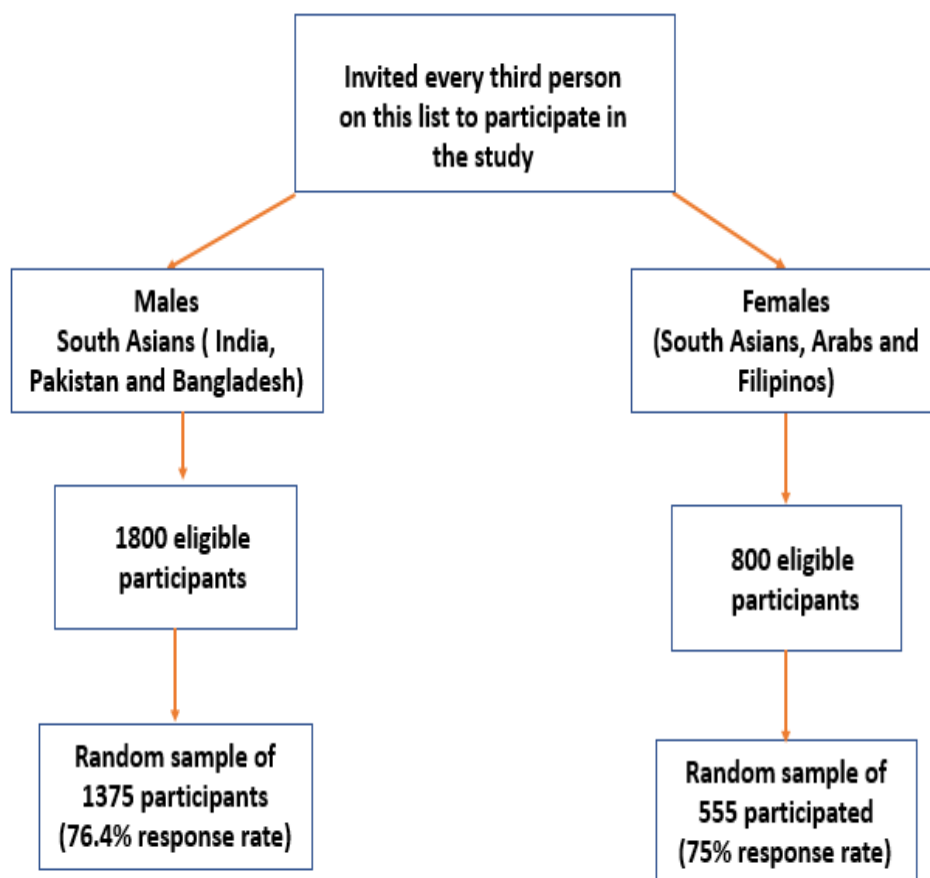 Invited every third person
on this list to participate in
the study
Males
South Asians ( India,
Pakistan and Bangladesh)
Females
(South Asians, Arabs and
Filipinos)
1800 eligible
participants
800 eligible
participants
Random sample of
1375 participants
(76.4% response rate)
Random sample of
555 participated
(75% response rate)